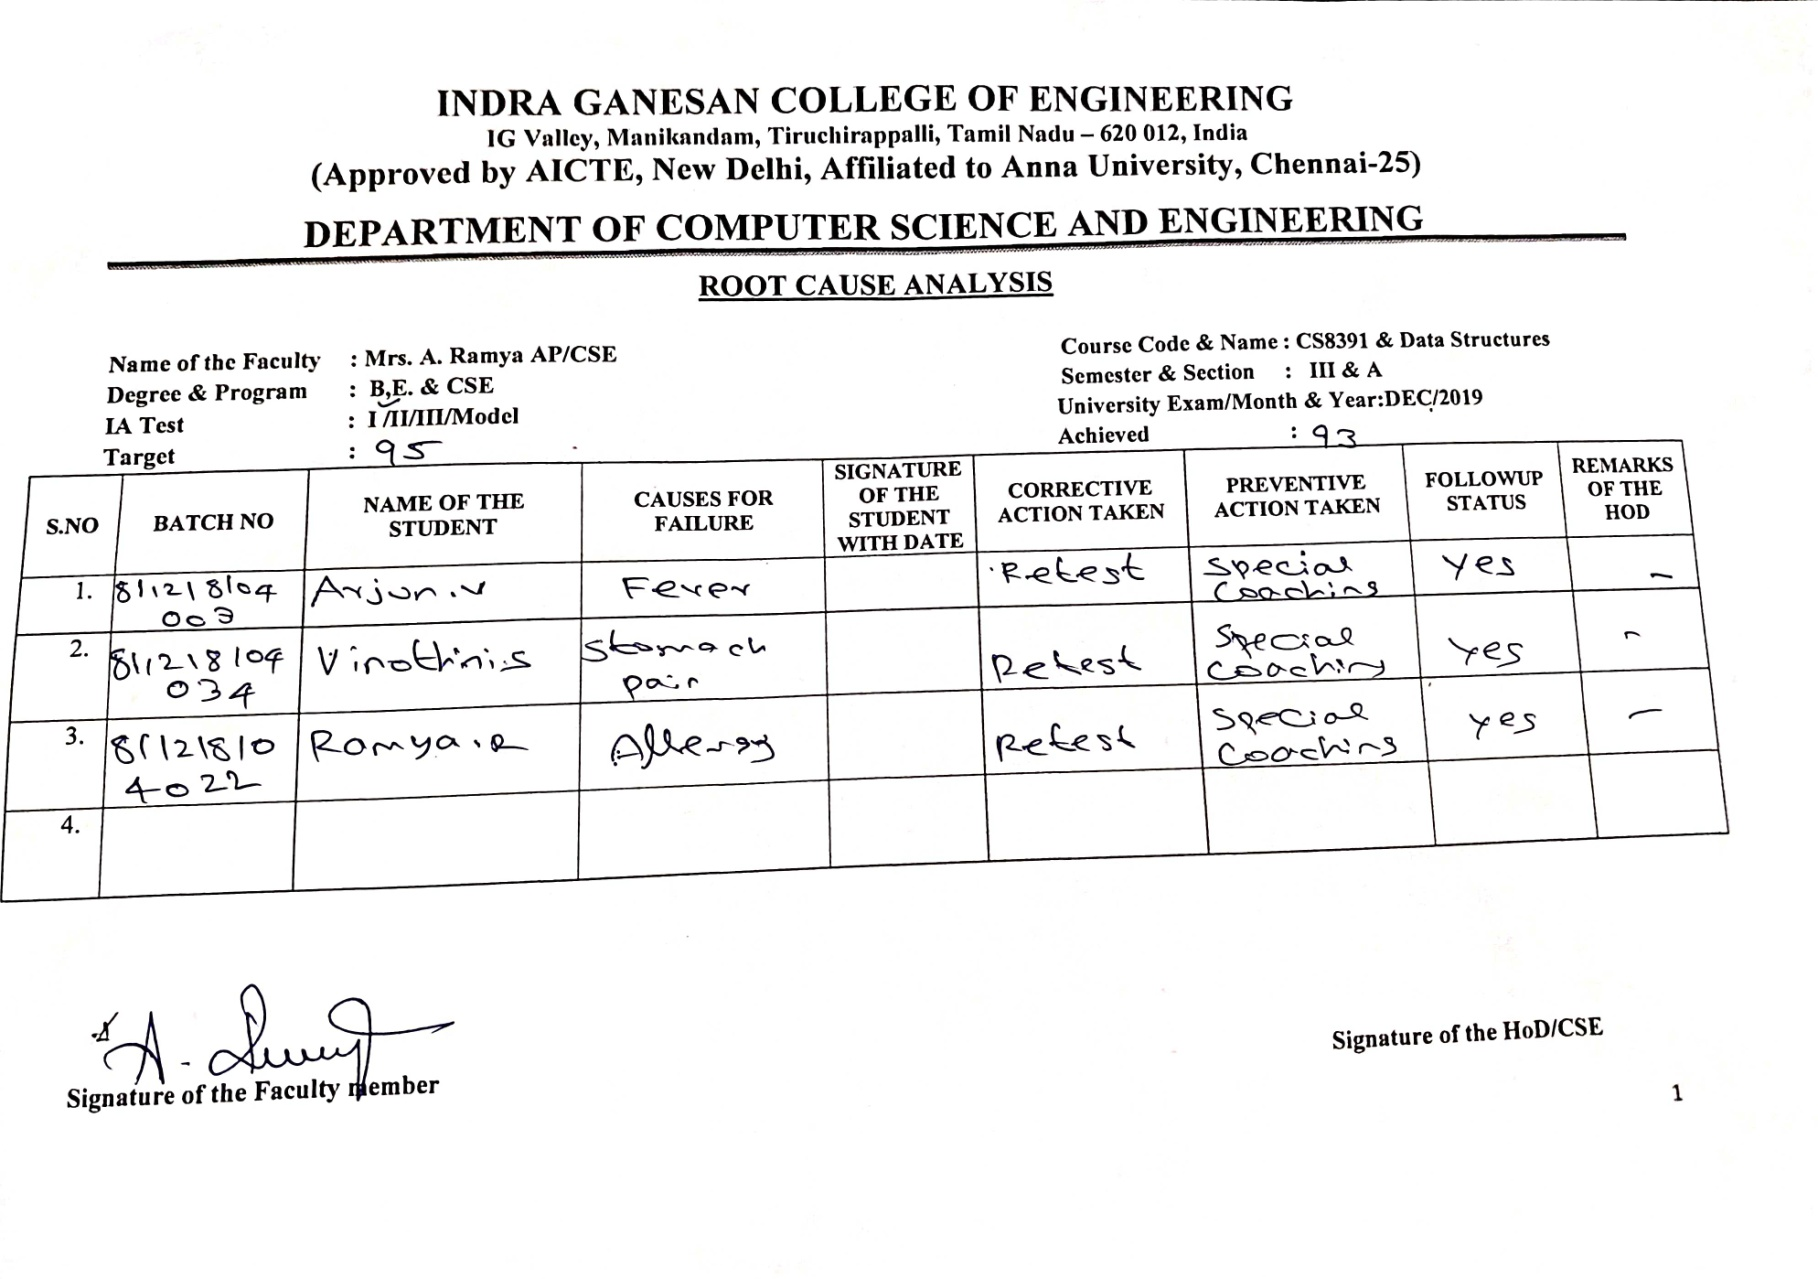 INDRA GANESAN COLLEGE OF ENGINEERING
IG Valley, Manikandam, Tiruchirappalli, Tamil Nadu – 620 012, India
(Approved by AICTE, New Delhi, Affiliated to Anna University, Chennai-25)
DEPARTMENT OF COMPUTER SCIENCE AND ENGINEERING
ROOT CAUSE ANALYSIS
Name of the Faculty : Mrs. A. Ramya AP/CSE
Degree & Program : B,E. & CSE
IA Test : I /II/III/Model
Target : 95
Course Code & Name : CS8391 & Data Structures
Semester & Section : III & A
University Exam/Month & Year:DEC/2019
Achieved : 93
S.NO BATCH NO NAME OF THE STUDENT CAUSES FOR FAILURE SIGNATURE OF THE STUDENT WITH DATE CORRECTIVE ACTION TAKEN PREVENTIVE ACTION TAKEN FOLLOWUP STATUS REMARKS OF THE HOD
1. 811218104 003 Arjun.v Fever Retest Special Coaching Yes –
2. 811218104 034 Vinothini.s Stomach pain Retest Special Coaching Yes –
3. 81121810 4022 Ramya.R Allergy Retest Special Coaching Yes –
4.
Signature of the Faculty member
Signature of the HoD/CSE
1